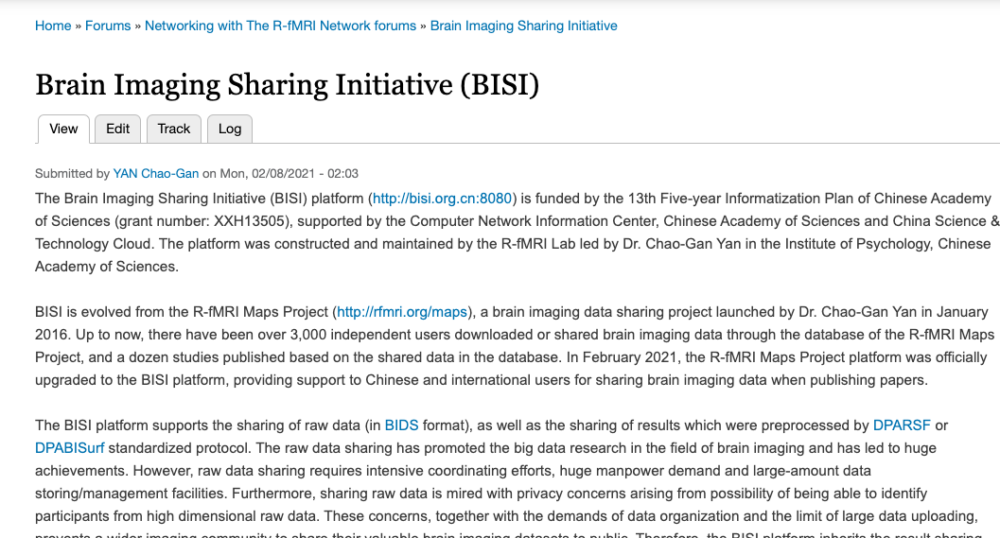 Home » Forums » Networking with The R-fMRI Network forums » Brain Imaging Sharing Initiative
Brain Imaging Sharing Initiative (BISI)
View Edit Track Log
Submitted by YAN Chao-Gan on Mon, 02/08/2021 - 02:03
The Brain Imaging Sharing Initiative (BISI) platform (http://bisi.org.cn:8080) is funded by the 13th Five-year Informatization Plan of Chinese Academy
of Sciences (grant number: XXH13505), supported by the Computer Network Information Center, Chinese Academy of Sciences and China Science &
Technology Cloud. The platform was constructed and maintained by the R-fMRI Lab led by Dr. Chao-Gan Yan in the Institute of Psychology, Chinese
Academy of Sciences.
BISI is evolved from the R-fMRI Maps Project (http://rfmri.org/maps), a brain imaging data sharing project launched by Dr. Chao-Gan Yan in January
2016. Up to now, there have been over 3,000 independent users downloaded or shared brain imaging data through the database of the R-fMRI Maps
Project, and a dozen studies published based on the shared data in the database. In February 2021, the R-fMRI Maps Project platform was officially
upgraded to the BISI platform, providing support to Chinese and international users for sharing brain imaging data when publishing papers.
The BISI platform supports the sharing of raw data (in BIDS format), as well as the sharing of results which were preprocessed by DPARSF or
DPABISurf standardized protocol. The raw data sharing has promoted the big data research in the field of brain imaging and has led to huge
achievements. However, raw data sharing requires intensive coordinating efforts, huge manpower demand and large-amount data
storing/management facilities. Furthermore, sharing raw data is mired with privacy concerns arising from possibility of being able to identify
participants from high dimensional raw data. These concerns, together with the demands of data organization and the limit of large data uploading,
prevents a wider imaging community to share their valuable brain imaging datasets to public. Therefore, the BISI platform inherits the result sharing